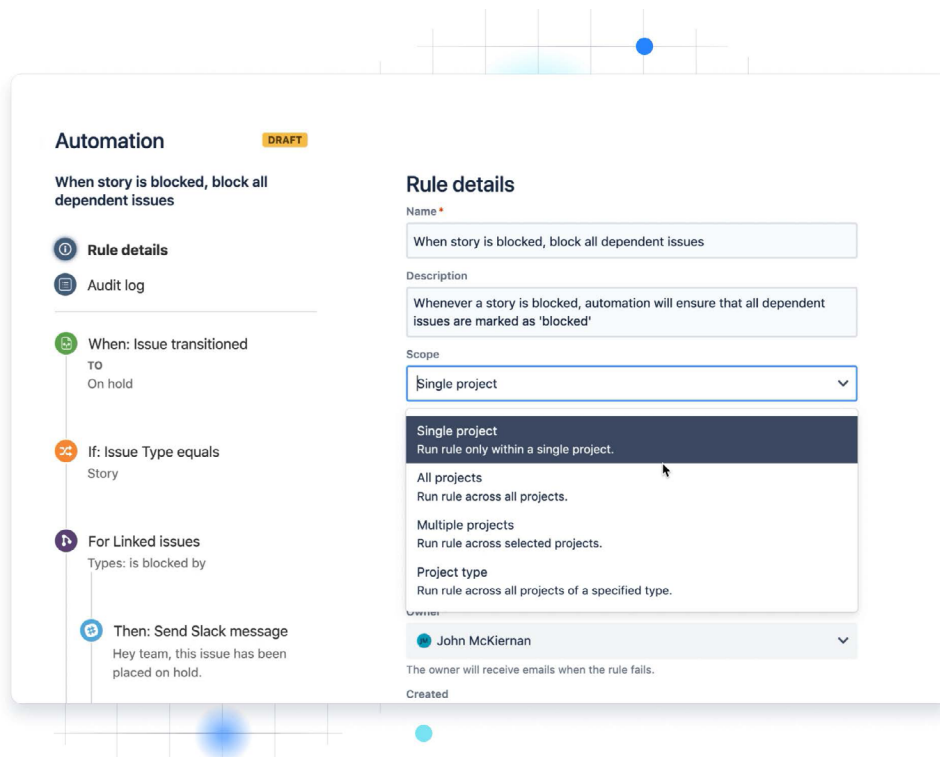 Automation
DRAFT
When story is blocked, block all
dependent issues
Rule details
Audit log
When: Issue transitioned
TO
On hold
If: Issue Type equals
Story
For Linked issues
Types: is blocked by
Then: Send Slack message
Hey team, this issue has been
placed on hold.
Rule details
Name*
When story is blocked, block all dependent issues
Description
Whenever a story is blocked, automation will ensure that all dependent
issues are marked as 'blocked'
Scope
Single project
Single project
Run rule only within a single project.
All projects
Run rule across all projects.
Multiple projects
Run rule across selected projects.
Project type
Run rule across all projects of a specified type.
Owner
JM John McKiernan
The owner will receive emails when the rule fails.
Created